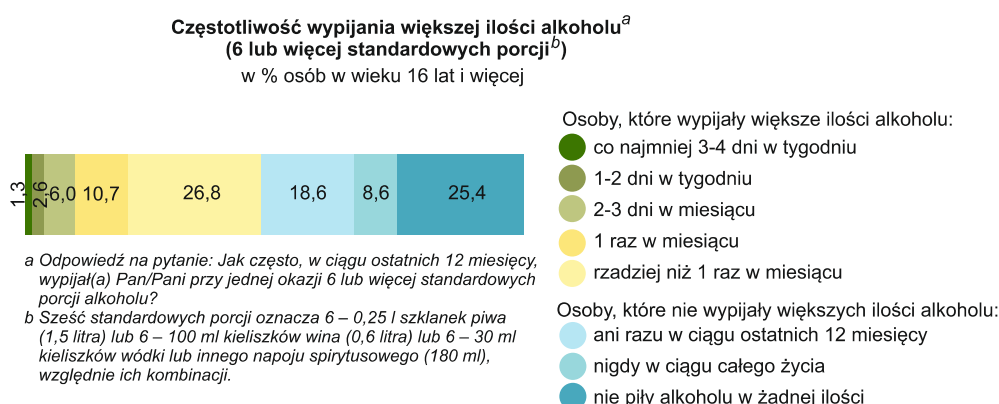 Częstotliwość wypijania większej ilości alkoholu a
(6 lub więcej standardowych porcji b)
w % osób w wieku 16 lat i więcej
1,3
2,6
6,0
10,7
26,8
18,6
8,6
25,4
a Odpowiedź na pytanie: Jak często, w ciągu ostatnich 12 miesięcy,
wypijał(a) Pan/Pani przy jednej okazji 6 lub więcej standardowych
porcji alkoholu?
b Sześć standardowych porcji oznacza 6 – 0,25 l szklanek piwa
(1,5 litra) lub 6 – 100 ml kieliszków wina (0,6 litra) lub 6 – 30 ml
kieliszków wódki lub innego napoju spirytusowego (180 ml),
względnie ich kombinacji.
Osoby, które wypijały większe ilości alkoholu:
co najmniej 3-4 dni w tygodniu
1-2 dni w tygodniu
2-3 dni w miesiącu
1 raz w miesiącu
rzadziej niż 1 raz w miesiącu
Osoby, które nie wypijały większych ilości alkoholu:
ani razu w ciągu ostatnich 12 miesięcy
nigdy w ciągu całego życia
nie piły alkoholu w żadnej ilości